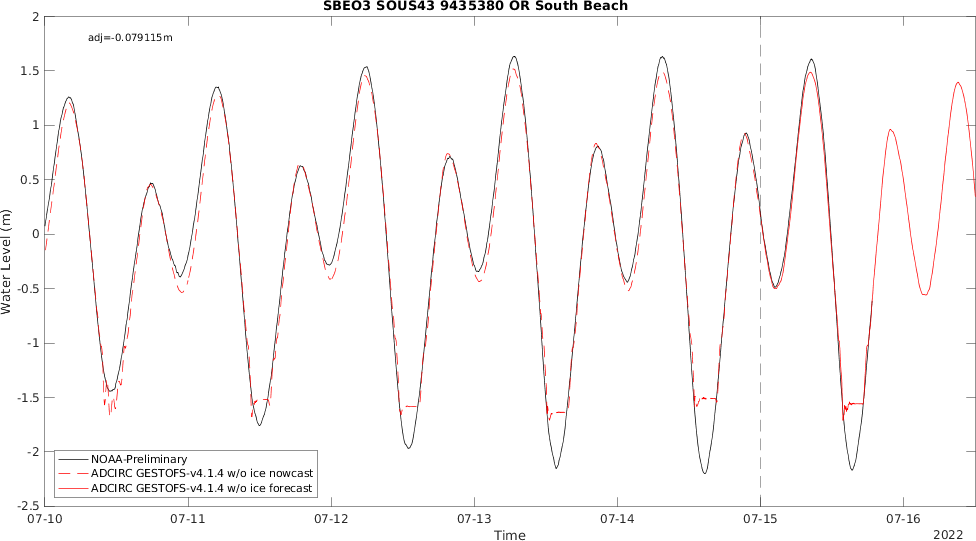 SBEO3 SOUS43 9435380 OR South Beach
adj=-0.079115m
2
1.5
1
0.5
0
-0.5
-1
-1.5
-2
-2.5
Water Level (m)
NOAA-Preliminary
ADCIRC GESTOFS-v4.1.4 w/o ice nowcast
ADCIRC GESTOFS-v4.1.4 w/o ice forecast
07-10 07-11 07-12 07-13 07-14 07-15 07-16
Time
2022